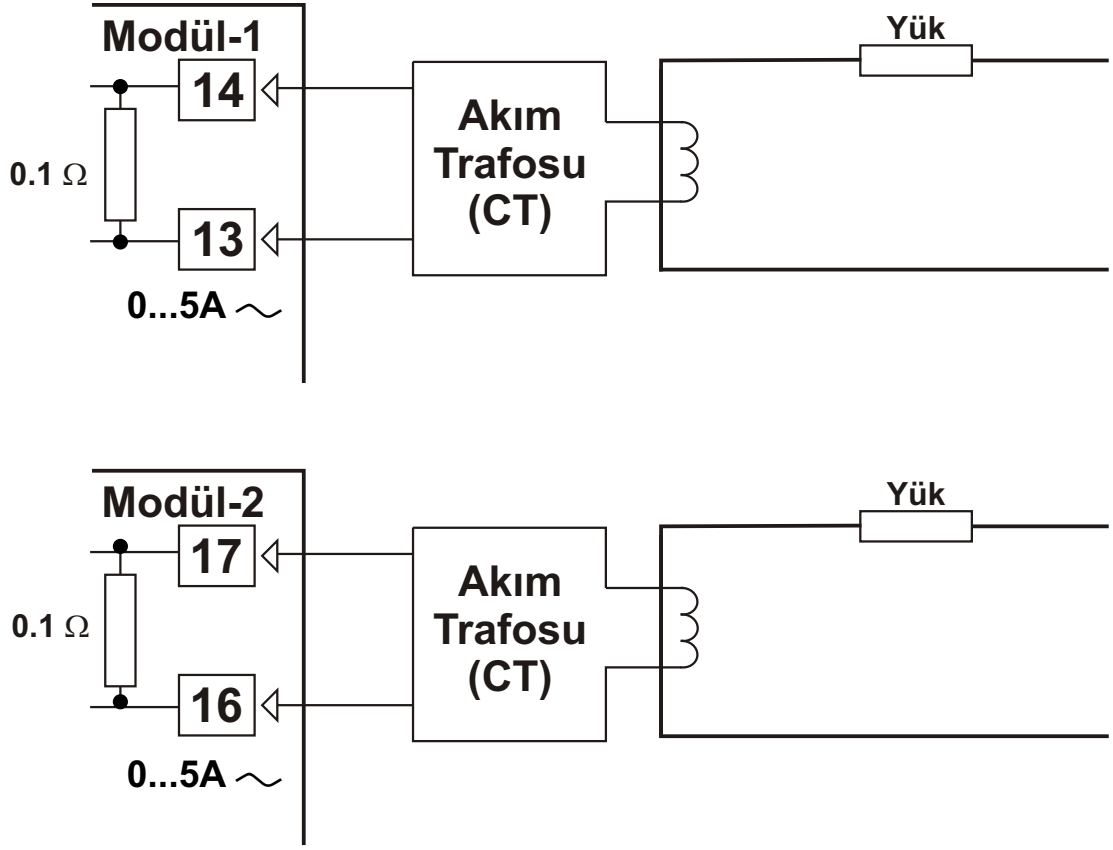 Modül-1
14
0.1 Ω
13
0...5A
Akım
Trafosu
(CT)
Yük
Modül-2
17
0.1 Ω
16
0...5A
Akım
Trafosu
(CT)
Yük